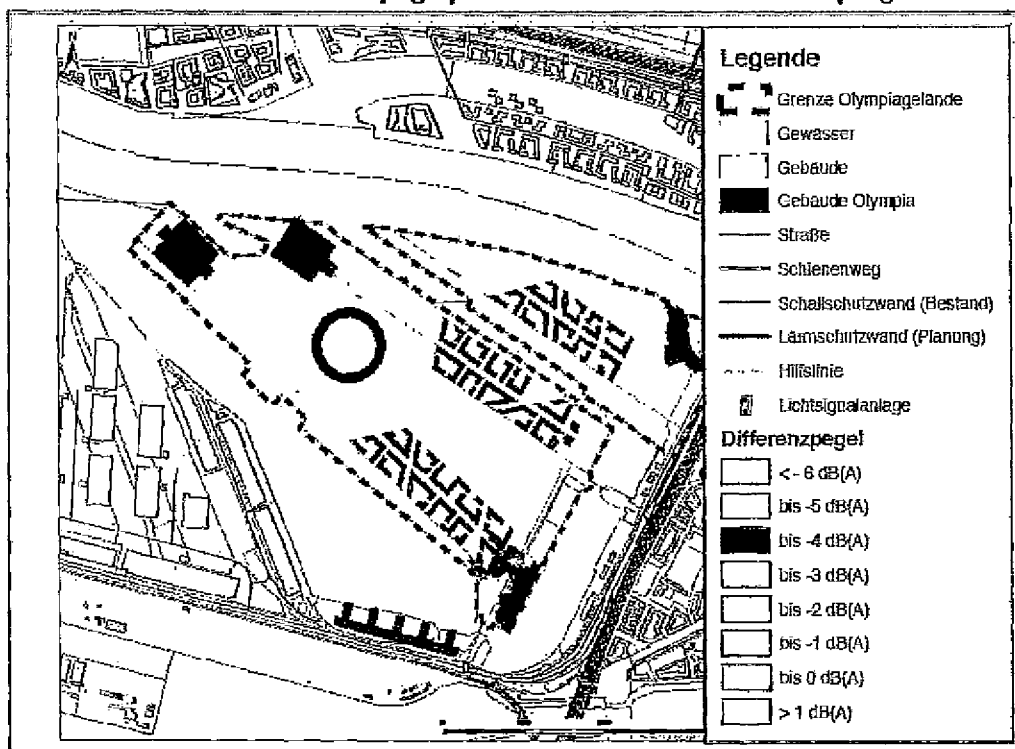 Legende
Grenze Olympiagelände
Gewässer
Gebäude
Gebäude Olympia
Straße
Schienenweg
Schallschutzwand (Bestand)
Lärmschutzwand (Planung)
Hilfslinie
Lichtsignalanlage
Differenzpegel
< - 6 dB(A)
bis -5 dB(A)
bis -4 dB(A)
bis -3 dB(A)
bis -2 dB(A)
bis -1 dB(A)
bis 0 dB(A)
> 1 dB(A)